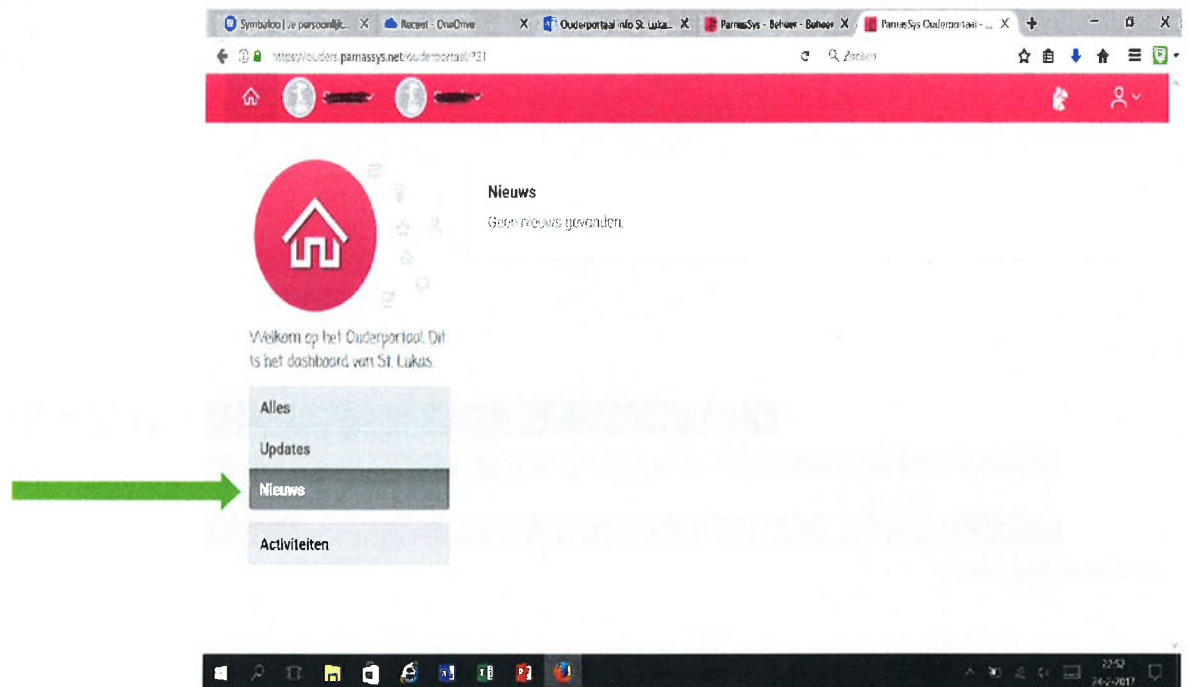 Symbaloo | Je persoonlijk...
Recent - OneDrive
Ouderportaal info St. Luka...
ParnasSys - Beheer - Beheer
ParnasSys Ouderportaal - ...
https://ouders.parnassys.net/ouderportaal/?21
Zoeken
Nieuws
Geen nieuws gevonden.
Welkom op het Ouderportaal. Dit
is het dashboard van St. Lukas.
Alles
Updates
Nieuws
Activiteiten
22:52
24-2-2017